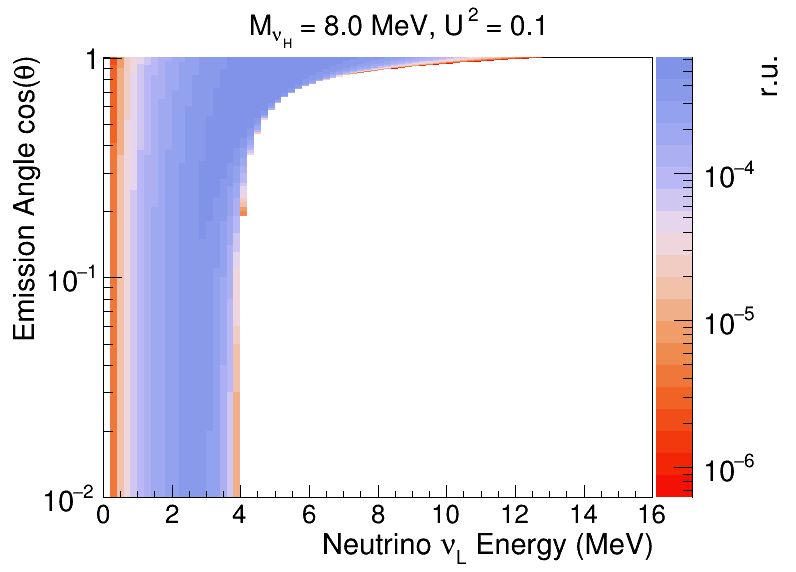 M_{ν_H} = 8.0 MeV, U² = 0.1
Emission Angle cos(θ)
1
10⁻¹
10⁻²
0 2 4 6 8 10 12 14 16
Neutrino ν_L Energy (MeV)
r.u.
10⁻⁴
10⁻⁵
10⁻⁶